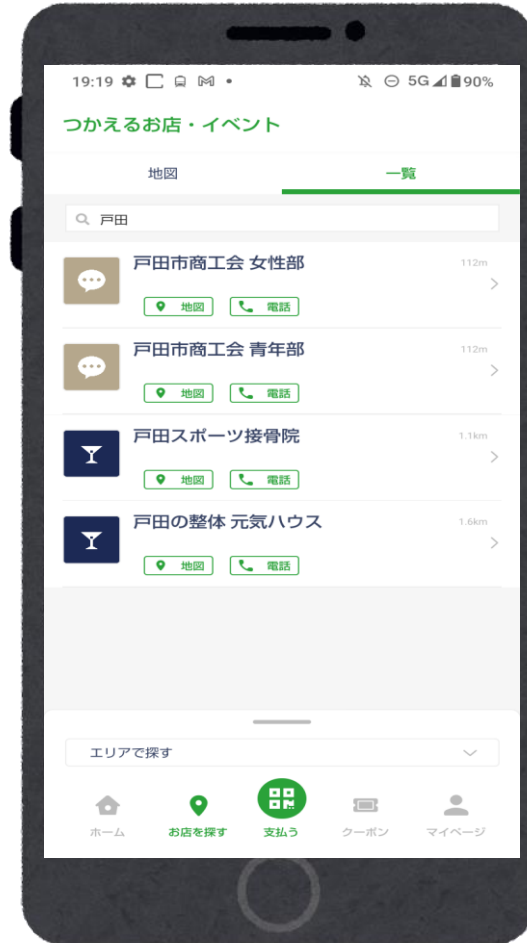 19:19 5G 90%
つかえるお店・イベント
地図 一覧
戸田
戸田市商工会 女性部 112m
地図 電話
戸田市商工会 青年部 112m
地図 電話
戸田スポーツ接骨院 1.1km
地図 電話
戸田の整体 元気ハウス 1.6km
地図 電話
エリアで探す
ホーム お店を探す 支払う クーポン マイページ